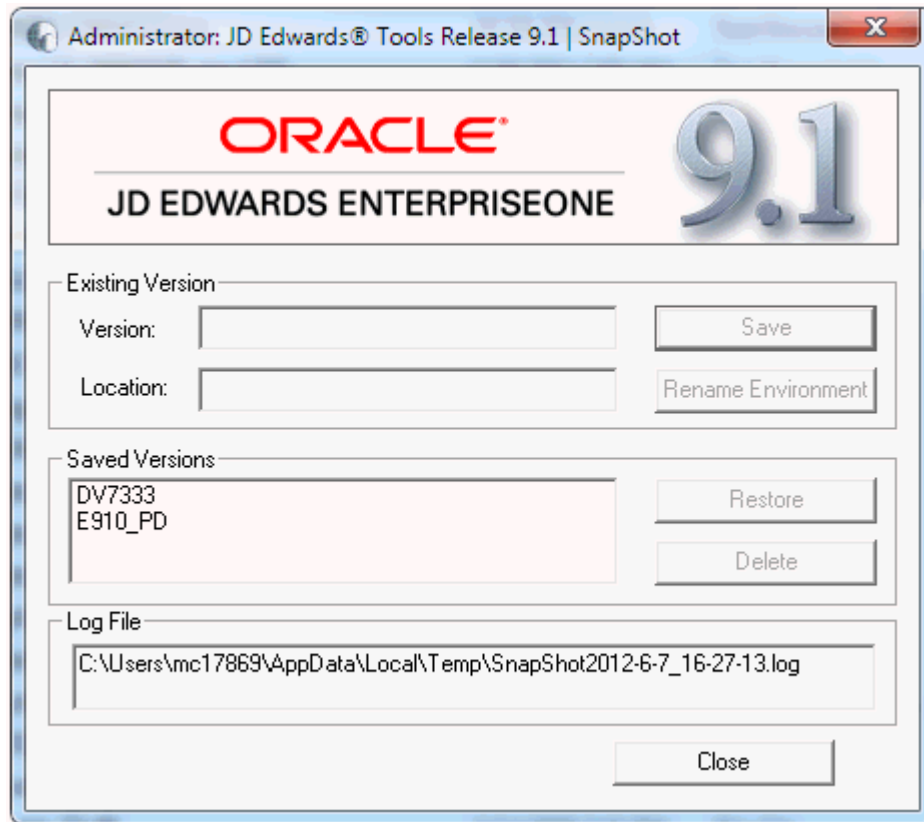 Administrator: JD Edwards® Tools Release 9.1 | SnapShot
ORACLE®
JD EDWARDS ENTERPRISEONE
9.1
Existing Version
Version:
Save
Location:
Rename Environment
Saved Versions
DV7333
E910_PD
Restore
Delete
Log File
C:\Users\mc17869\AppData\Local\Temp\SnapShot2012-6-7_16-27-13.log
Close